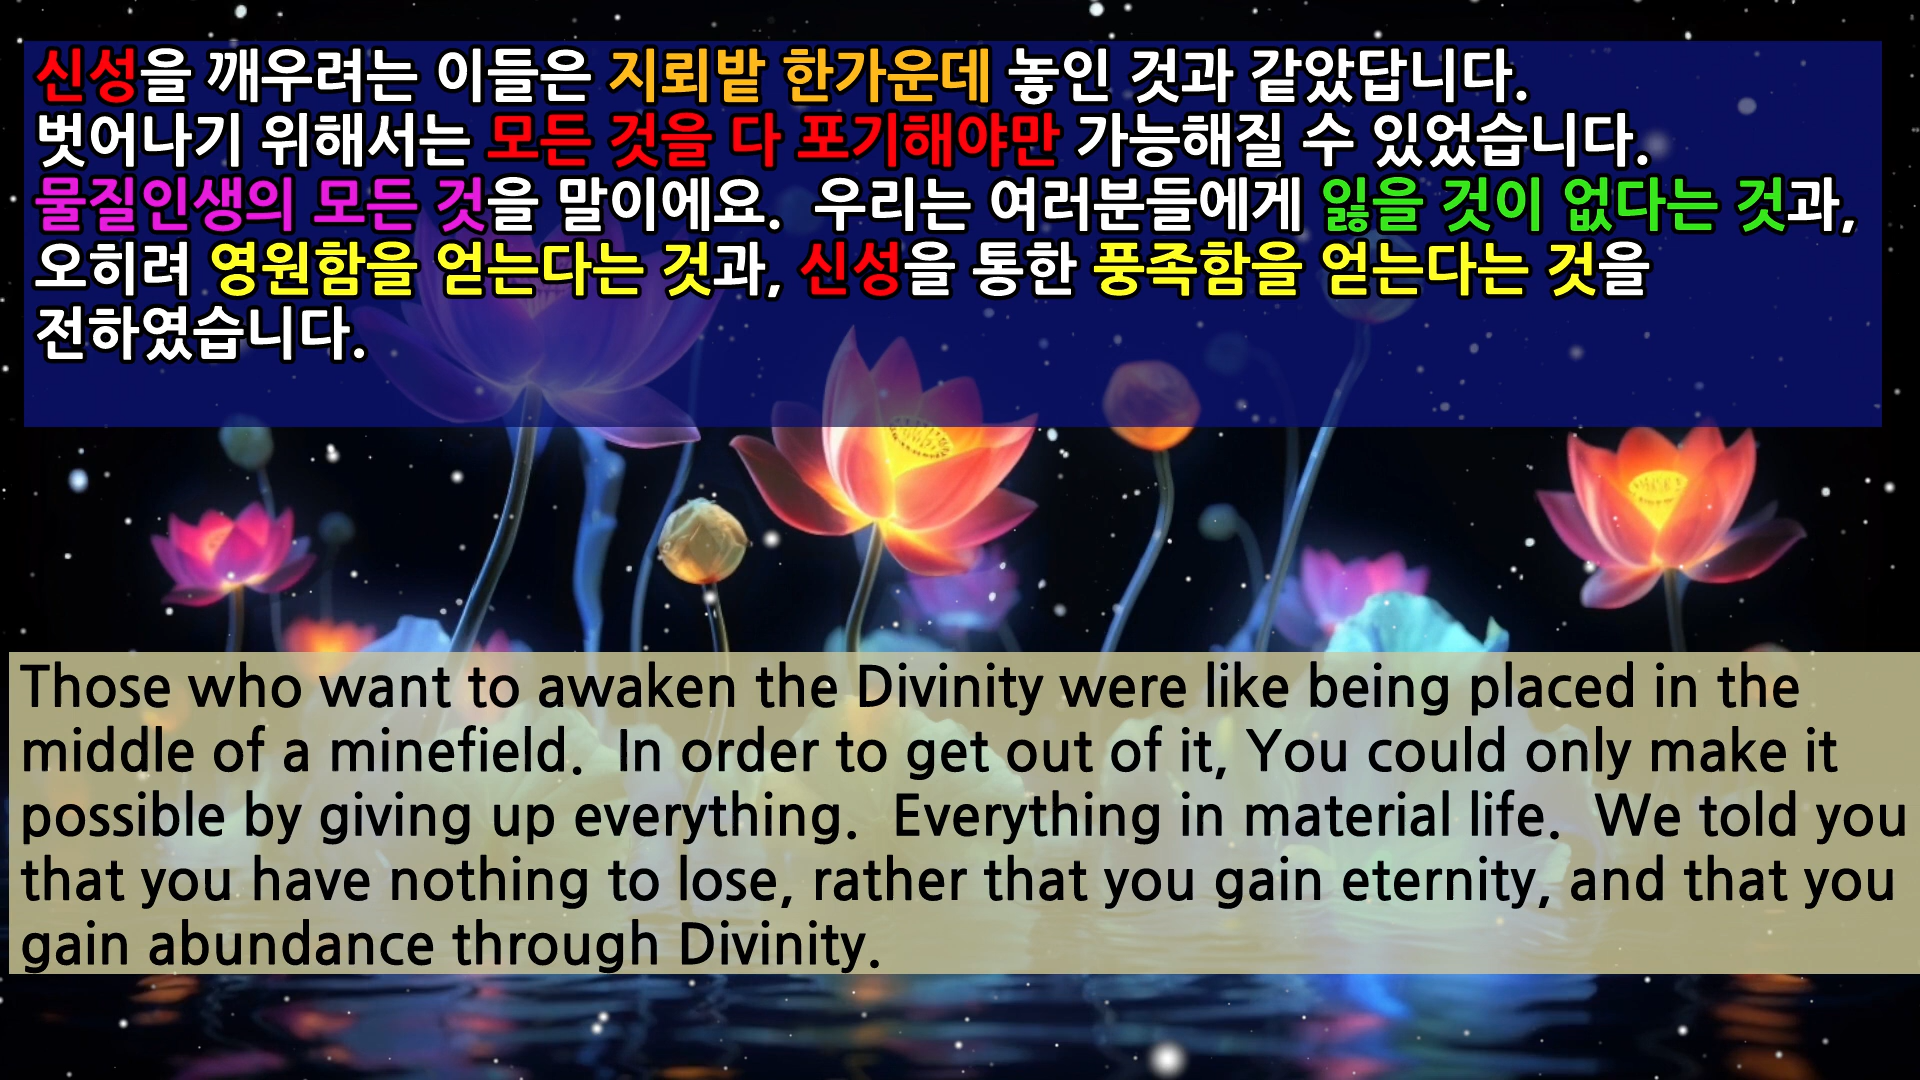 신성을 깨우려는 이들은 지뢰밭 한가운데 놓인 것과 같았답니다.
벗어나기 위해서는 모든 것을 다 포기해야만 가능해질 수 있었습니다.
물질인생의 모든 것을 말이에요.  우리는 여러분들에게 잃을 것이 없다는 것과,
오히려 영원함을 얻는다는 것과, 신성을 통한 풍족함을 얻는다는 것을
전하였습니다.
Those who want to awaken the Divinity were like being placed in the
middle of a minefield.  In order to get out of it, You could only make it
possible by giving up everything.  Everything in material life.  We told you
that you have nothing to lose, rather that you gain eternity, and that you
gain abundance through Divinity.